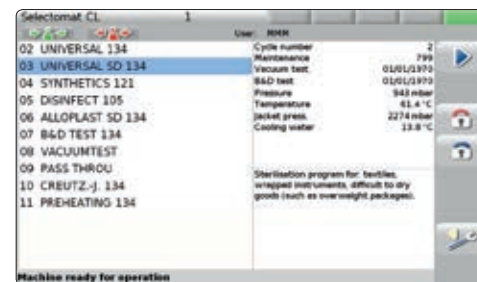 Selectomat CL 1
User: MMM
02 UNIVERSAL 134
03 UNIVERSAL SD 134
04 SYNTHETICS 121
05 DISINFECT 105
06 ALLOPLAST SD 134
07 B&D TEST 134
08 VACUUMTEST
09 PASS THROU
10 CREUTZ.-J. 134
11 PREHEATING 134
Cycle number 2
Maintenance 799
Vacuum test 01/01/1970
B&D test 01/01/1970
Pressure 943 mbar
Temperature 61.4 °C
Jacket press. 2274 mbar
Cooling water 13.8 °C
Sterilisation program for: textiles,
wrapped instruments, difficult to dry
goods (such as overweight packages).
Machine ready for operation